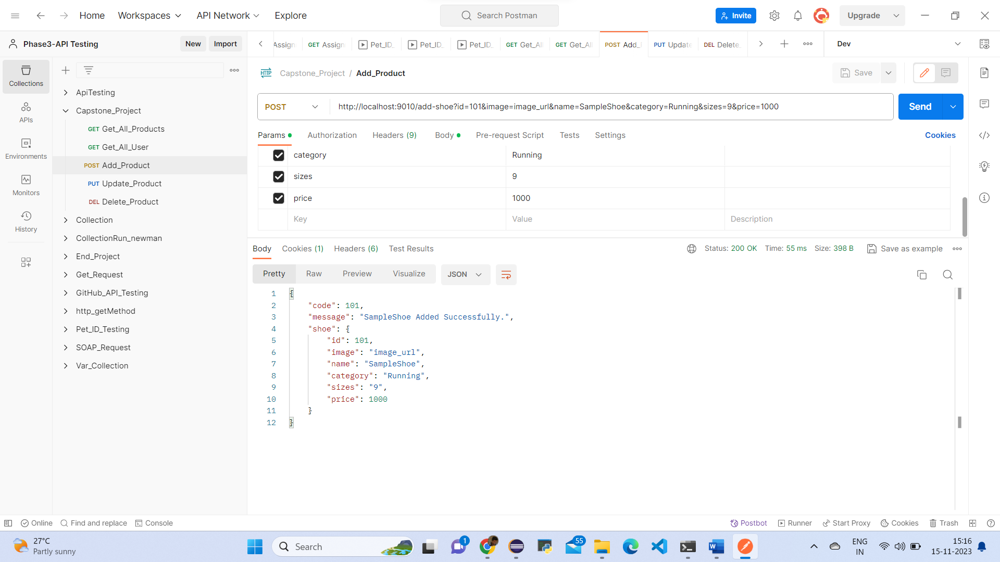 Home Workspaces API Network Explore Search Postman Invite Upgrade
Phase3-API Testing New Import
Assign GET Assign Pet_ID_ Pet_ID_ Pet_ID_ GET Get_All GET Get_Al POST Add_ PUT Update DEL Delete_ Dev
Collections
APIs
Environments
Monitors
History
ApiTesting
Capstone_Project
GET Get_All_Products
GET Get_All_User
POST Add_Product
PUT Update_Product
DEL Delete_Product
Collection
CollectionRun_newman
End_Project
Get_Request
GitHub_API_Testing
http_getMethod
Pet_ID_Testing
SOAP_Request
Var_Collection
HTTP Capstone_Project / Add_Product Save
POST http://localhost:9010/add-shoe?id=101&image=image_url&name=SampleShoe&category=Running&sizes=9&price=1000 Send
Params Authorization Headers (9) Body Pre-request Script Tests Settings Cookies
category Running
sizes 9
price 1000
Key Value Description
Body Cookies (1) Headers (6) Test Results Status: 200 OK Time: 55 ms Size: 398 B Save as example
Pretty Raw Preview Visualize JSON
1 {
2 "code": 101,
3 "message": "SampleShoe Added Successfully.",
4 "shoe": {
5 "id": 101,
6 "image": "image_url",
7 "name": "SampleShoe",
8 "category": "Running",
9 "sizes": "9",
10 "price": 1000
11 }
12 }
Online Find and replace Console Postbot Runner Start Proxy Cookies Trash
27°C
Partly sunny
Search
1
55
ENG
IN
15:16
15-11-2023